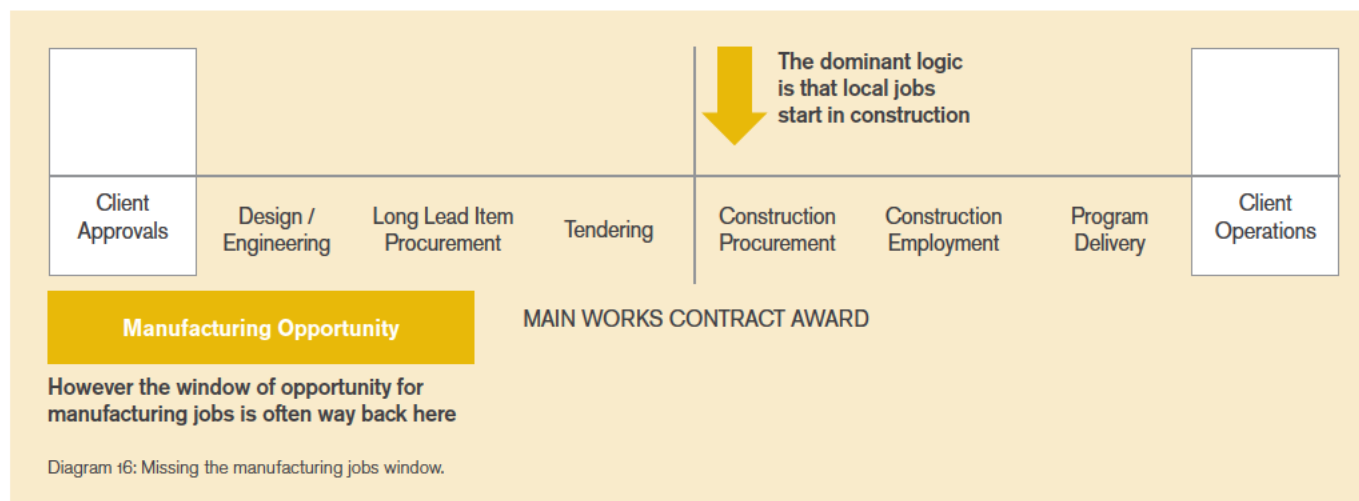 The dominant logic
is that local jobs
start in construction
Client
Approvals
Design /
Engineering
Long Lead Item
Procurement
Tendering
Construction
Procurement
Construction
Employment
Program
Delivery
Client
Operations
Manufacturing Opportunity
MAIN WORKS CONTRACT AWARD
However the window of opportunity for
manufacturing jobs is often way back here
Diagram 16: Missing the manufacturing jobs window.